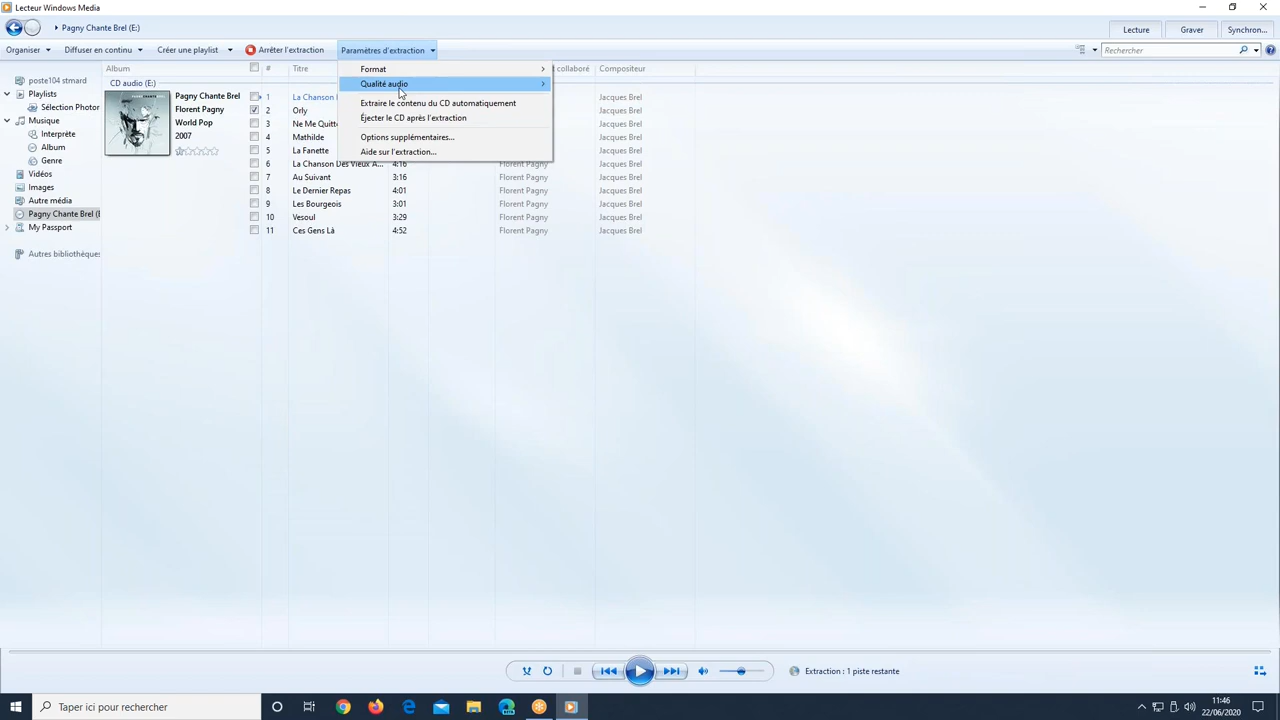 Lecteur Windows Media
Pagny Chante Brel (E:)
Lecture
Graver
Synchron...
Organiser
Diffuser en continu
Créer une playlist
Arrêter l'extraction
Paramètres d'extraction
Rechercher
Album
#
Titre
d collaboré
Compositeur
Format
Qualité audio
Extraire le contenu du CD automatiquement
Éjecter le CD après l'extraction
Options supplémentaires...
Aide sur l'extraction...
poste104 stmard
Playlists
Sélection Photor
Musique
Interprète
Album
Genre
Vidéos
Images
Autre média
Pagny Chante Brel (
My Passport
Autres bibliothèques
CD audio (E:)
Pagny Chante Brel
Florent Pagny
World Pop
2007
1 La Chanson Jacques Brel
2 Orly Jacques Brel
3 Ne Me Quitt Jacques Brel
4 Mathilde Jacques Brel
5 La Fanette Jacques Brel
6 La Chanson Des Vieux A... 4:16 Florent Pagny Jacques Brel
7 Au Suivant 3:16 Florent Pagny Jacques Brel
8 Le Dernier Repas 4:01 Florent Pagny Jacques Brel
9 Les Bourgeois 3:01 Florent Pagny Jacques Brel
10 Vesoul 3:29 Florent Pagny Jacques Brel
11 Ces Gens Là 4:52 Florent Pagny Jacques Brel
Extraction : 1 piste restante
Taper ici pour rechercher
11:46
22/06/2020